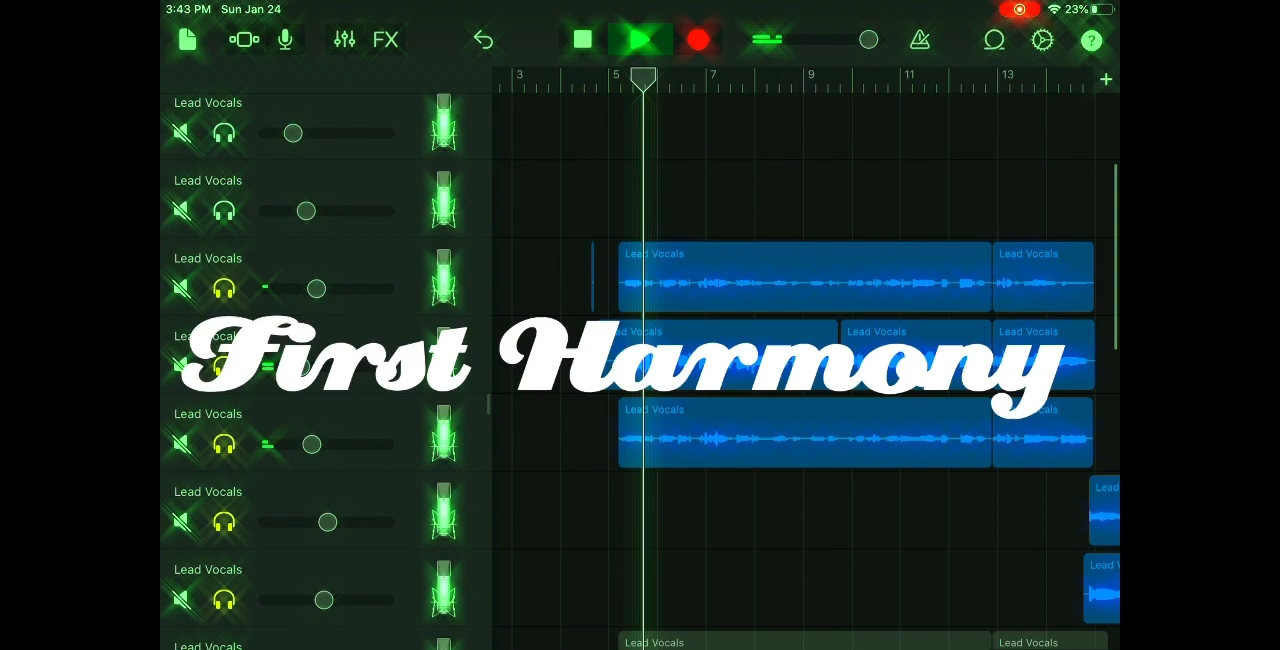 3:43 PM Sun Jan 24 23%
FX ?
3 5 7 9 11 13 +
Lead Vocals
Lead Vocals
Lead Vocals Lead Vocals Lead Vocals
Lead Vocals Lead Vocals Lead Vocals
First Harmony
Lead Vocals Lead Vocals Lead Vocals
Lead Vocals Lead
Lead Vocals Lead V
Lead Vocals Lead Vocals Lead Vocals